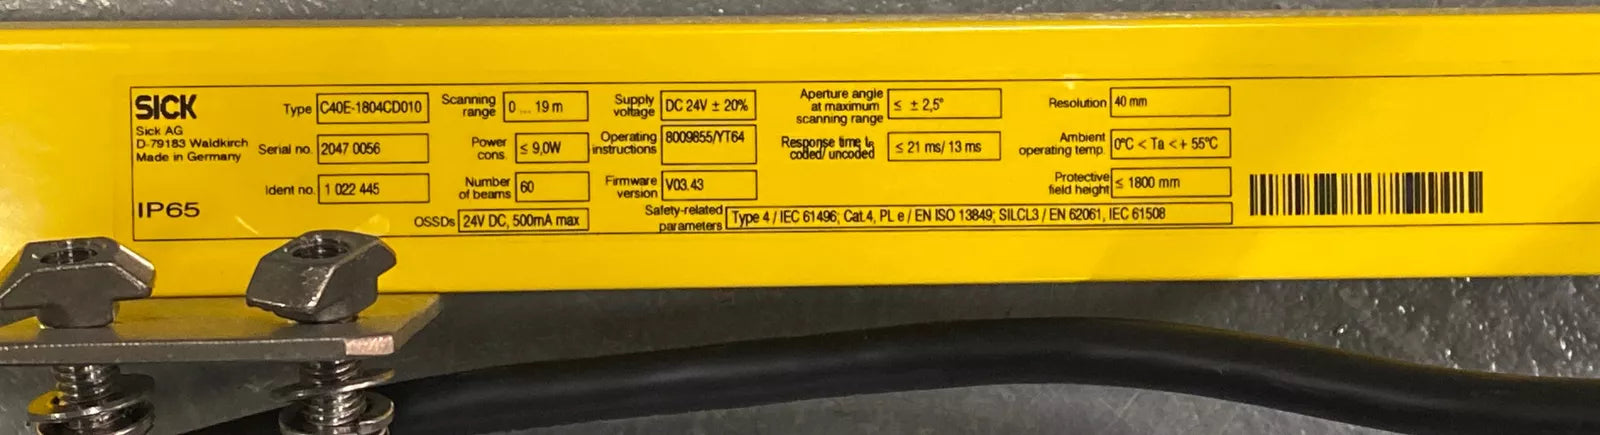 SICK
Sick AG
D-79183 Waldkirch
Made in Germany
IP65
Type C40E-1804CD010
Serial no. 2047 0056
Ident no. 1 022 445
Scanning range 0 ... 19 m
Power cons. ≤ 9,0W
Number of beams 60
OSSDs 24V DC, 500mA max
Supply voltage DC 24V ± 20%
Operating instructions 8009855/YT64
Firmware version V03.43
Safety-related parameters Type 4 / IEC 61496; Cat.4, PL e / EN ISO 13849; SILCL3 / EN 62061, IEC 61508
Aperture angle at maximum scanning range ≤ ± 2,5°
Response time tR coded/uncoded ≤ 21 ms/ 13 ms
Resolution 40 mm
Ambient operating temp. 0°C < Ta <+ 55°C
Protective field height ≤ 1800 mm